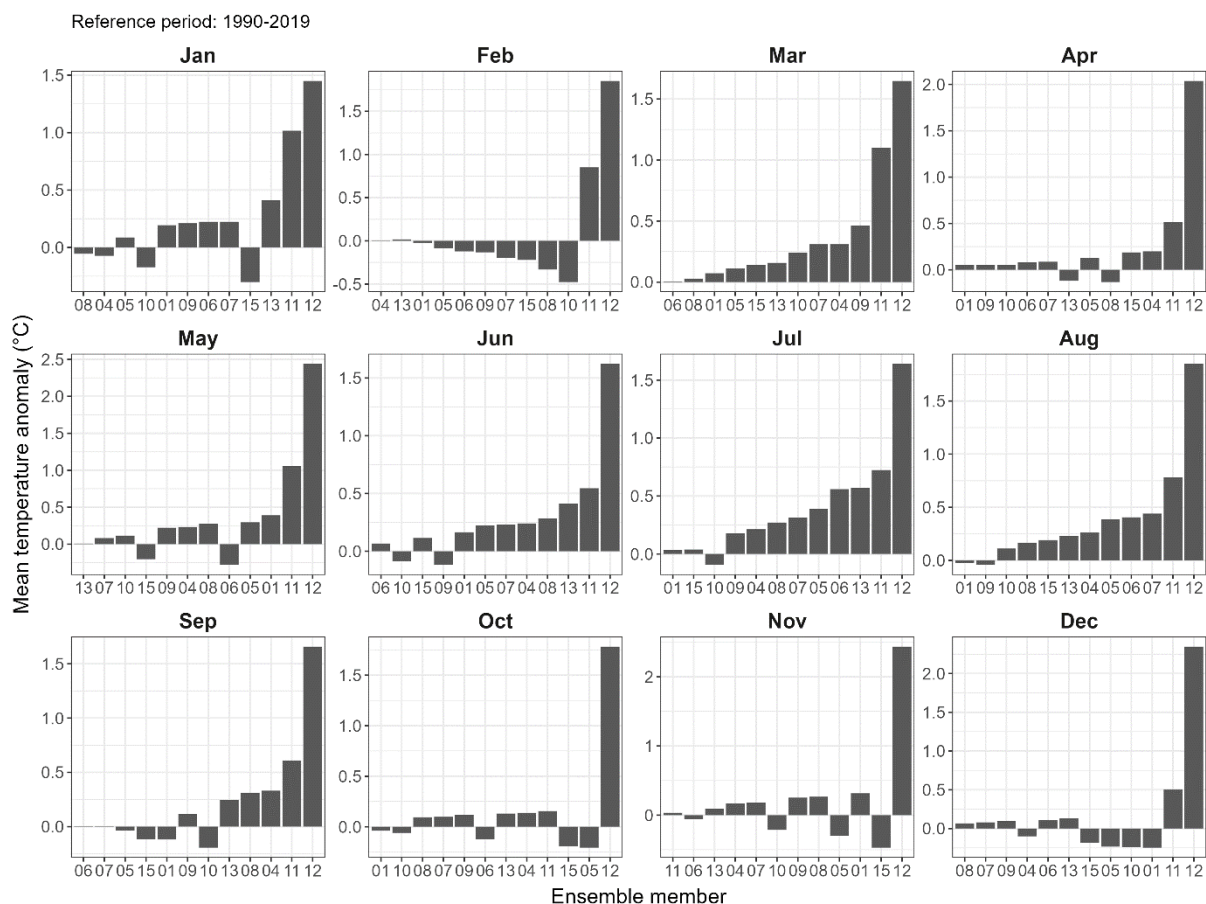 Reference period: 1990-2019
Mean temperature anomaly (°C)
Jan
1.5
1.0
0.5
0.0
08 04 05 10 01 09 06 07 15 13 11 12
Feb
1.5
1.0
0.5
0.0
-0.5
04 13 01 05 06 09 07 15 08 10 11 12
Mar
1.5
1.0
0.5
0.0
06 08 01 05 15 13 10 07 04 09 11 12
Apr
2.0
1.5
1.0
0.5
0.0
01 09 10 06 07 13 05 08 15 04 11 12
May
2.5
2.0
1.5
1.0
0.5
0.0
13 07 10 15 09 04 08 06 05 01 11 12
Jun
1.5
1.0
0.5
0.0
06 10 15 09 01 05 07 04 08 13 11 12
Jul
1.5
1.0
0.5
0.0
01 15 10 09 04 08 07 05 06 13 11 12
Aug
1.5
1.0
0.5
0.0
01 09 10 08 15 13 04 05 06 07 11 12
Sep
1.5
1.0
0.5
0.0
06 07 05 15 01 09 10 13 08 04 11 12
Oct
1.5
1.0
0.5
0.0
01 10 08 07 09 06 13 04 11 15 05 12
Nov
2
1
0
11 06 13 04 07 10 09 08 05 01 15 12
Dec
2.0
1.5
1.0
0.5
0.0
08 07 09 04 06 13 15 05 10 01 11 12
Ensemble member